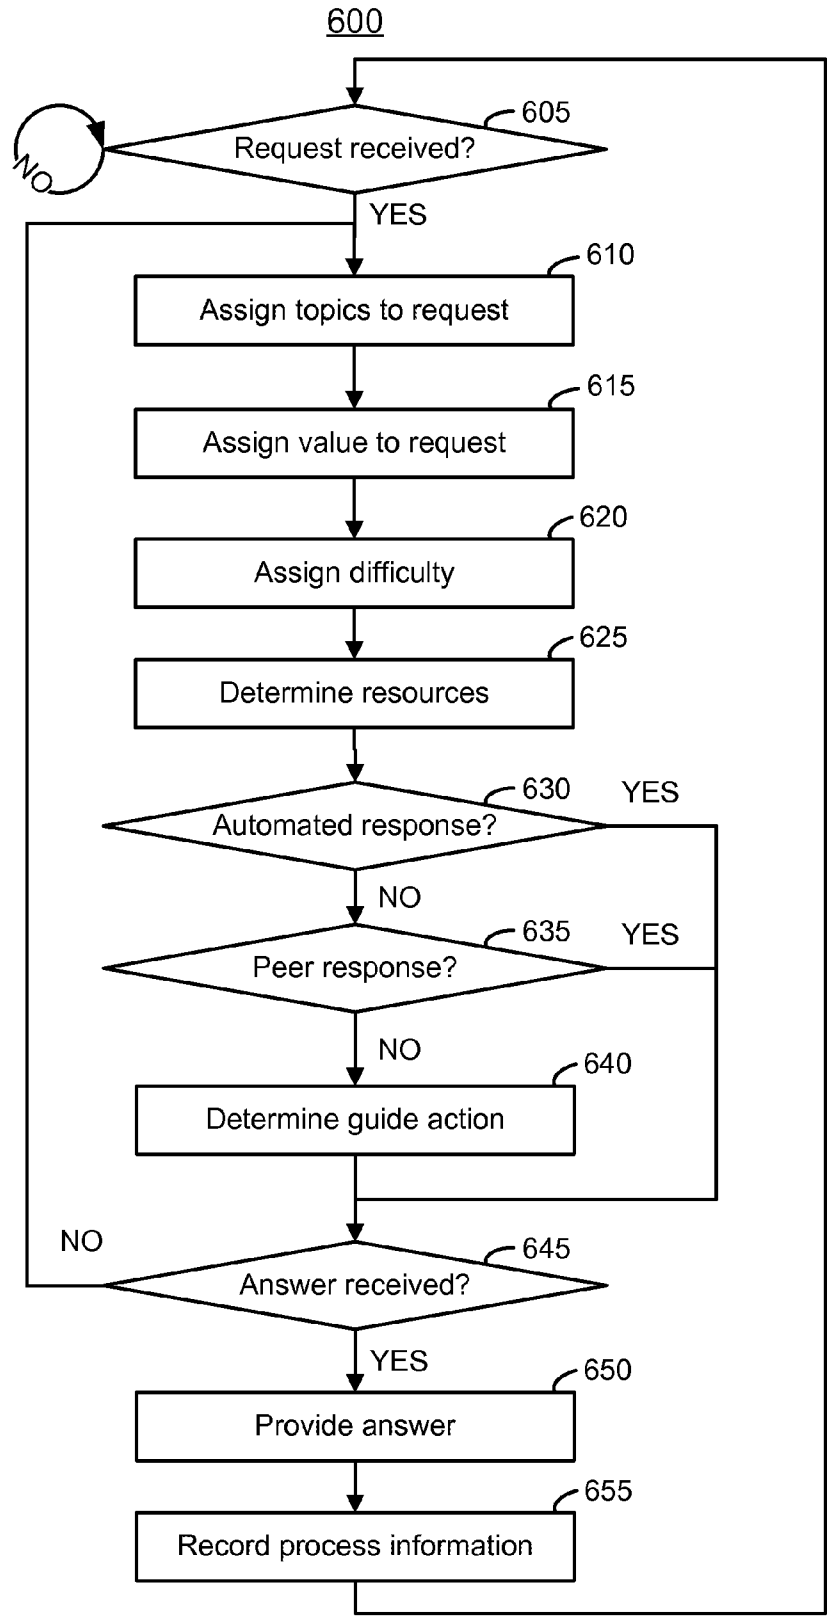 600
605
Request received?
NO
YES
610
Assign topics to request
615
Assign value to request
620
Assign difficulty
625
Determine resources
630
YES
Automated response?
NO
635
YES
Peer response?
NO
640
Determine guide action
NO
645
Answer received?
YES
650
Provide answer
655
Record process information